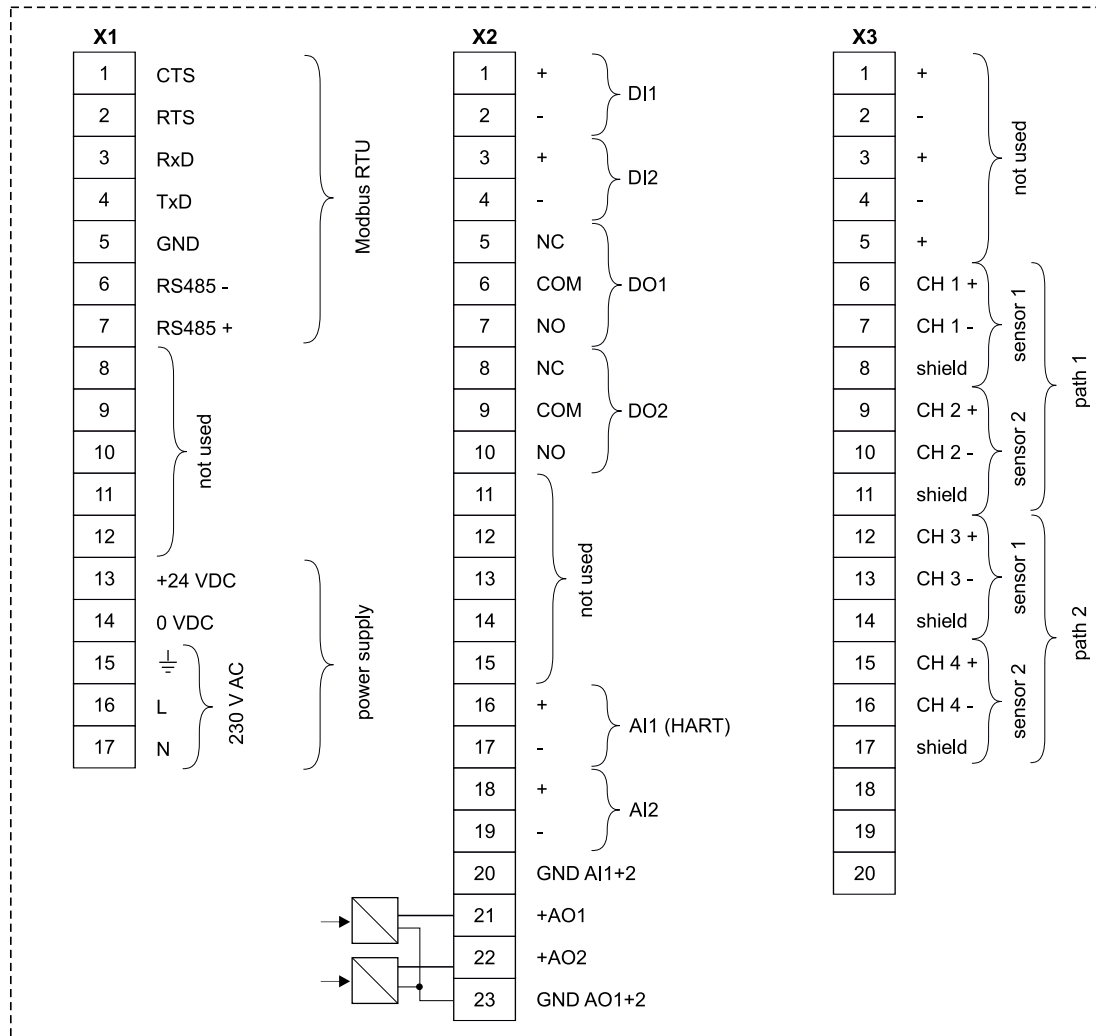 X1
1 CTS
2 RTS
3 RxD
4 TxD
5 GND
6 RS485 -
7 RS485 +
Modbus RTU
8
9
10
11
12
not used
13 +24 VDC
14 0 VDC
15
16 L
17 N
230 V AC
power supply
X2
1 +
2 -
DI1
3 +
4 -
DI2
5 NC
6 COM
7 NO
DO1
8 NC
9 COM
10 NO
DO2
11
12
13
14
15
not used
16 +
17 -
AI1 (HART)
18 +
19 -
AI2
20 GND AI1+2
21 +AO1
22 +AO2
23 GND AO1+2
X3
1 +
2 -
3 +
4 -
5 +
not used
6 CH 1 +
7 CH 1 -
8 shield
sensor 1
9 CH 2 +
10 CH 2 -
11 shield
sensor 2
path 1
12 CH 3 +
13 CH 3 -
14 shield
sensor 1
15 CH 4 +
16 CH 4 -
17 shield
sensor 2
path 2
18
19
20